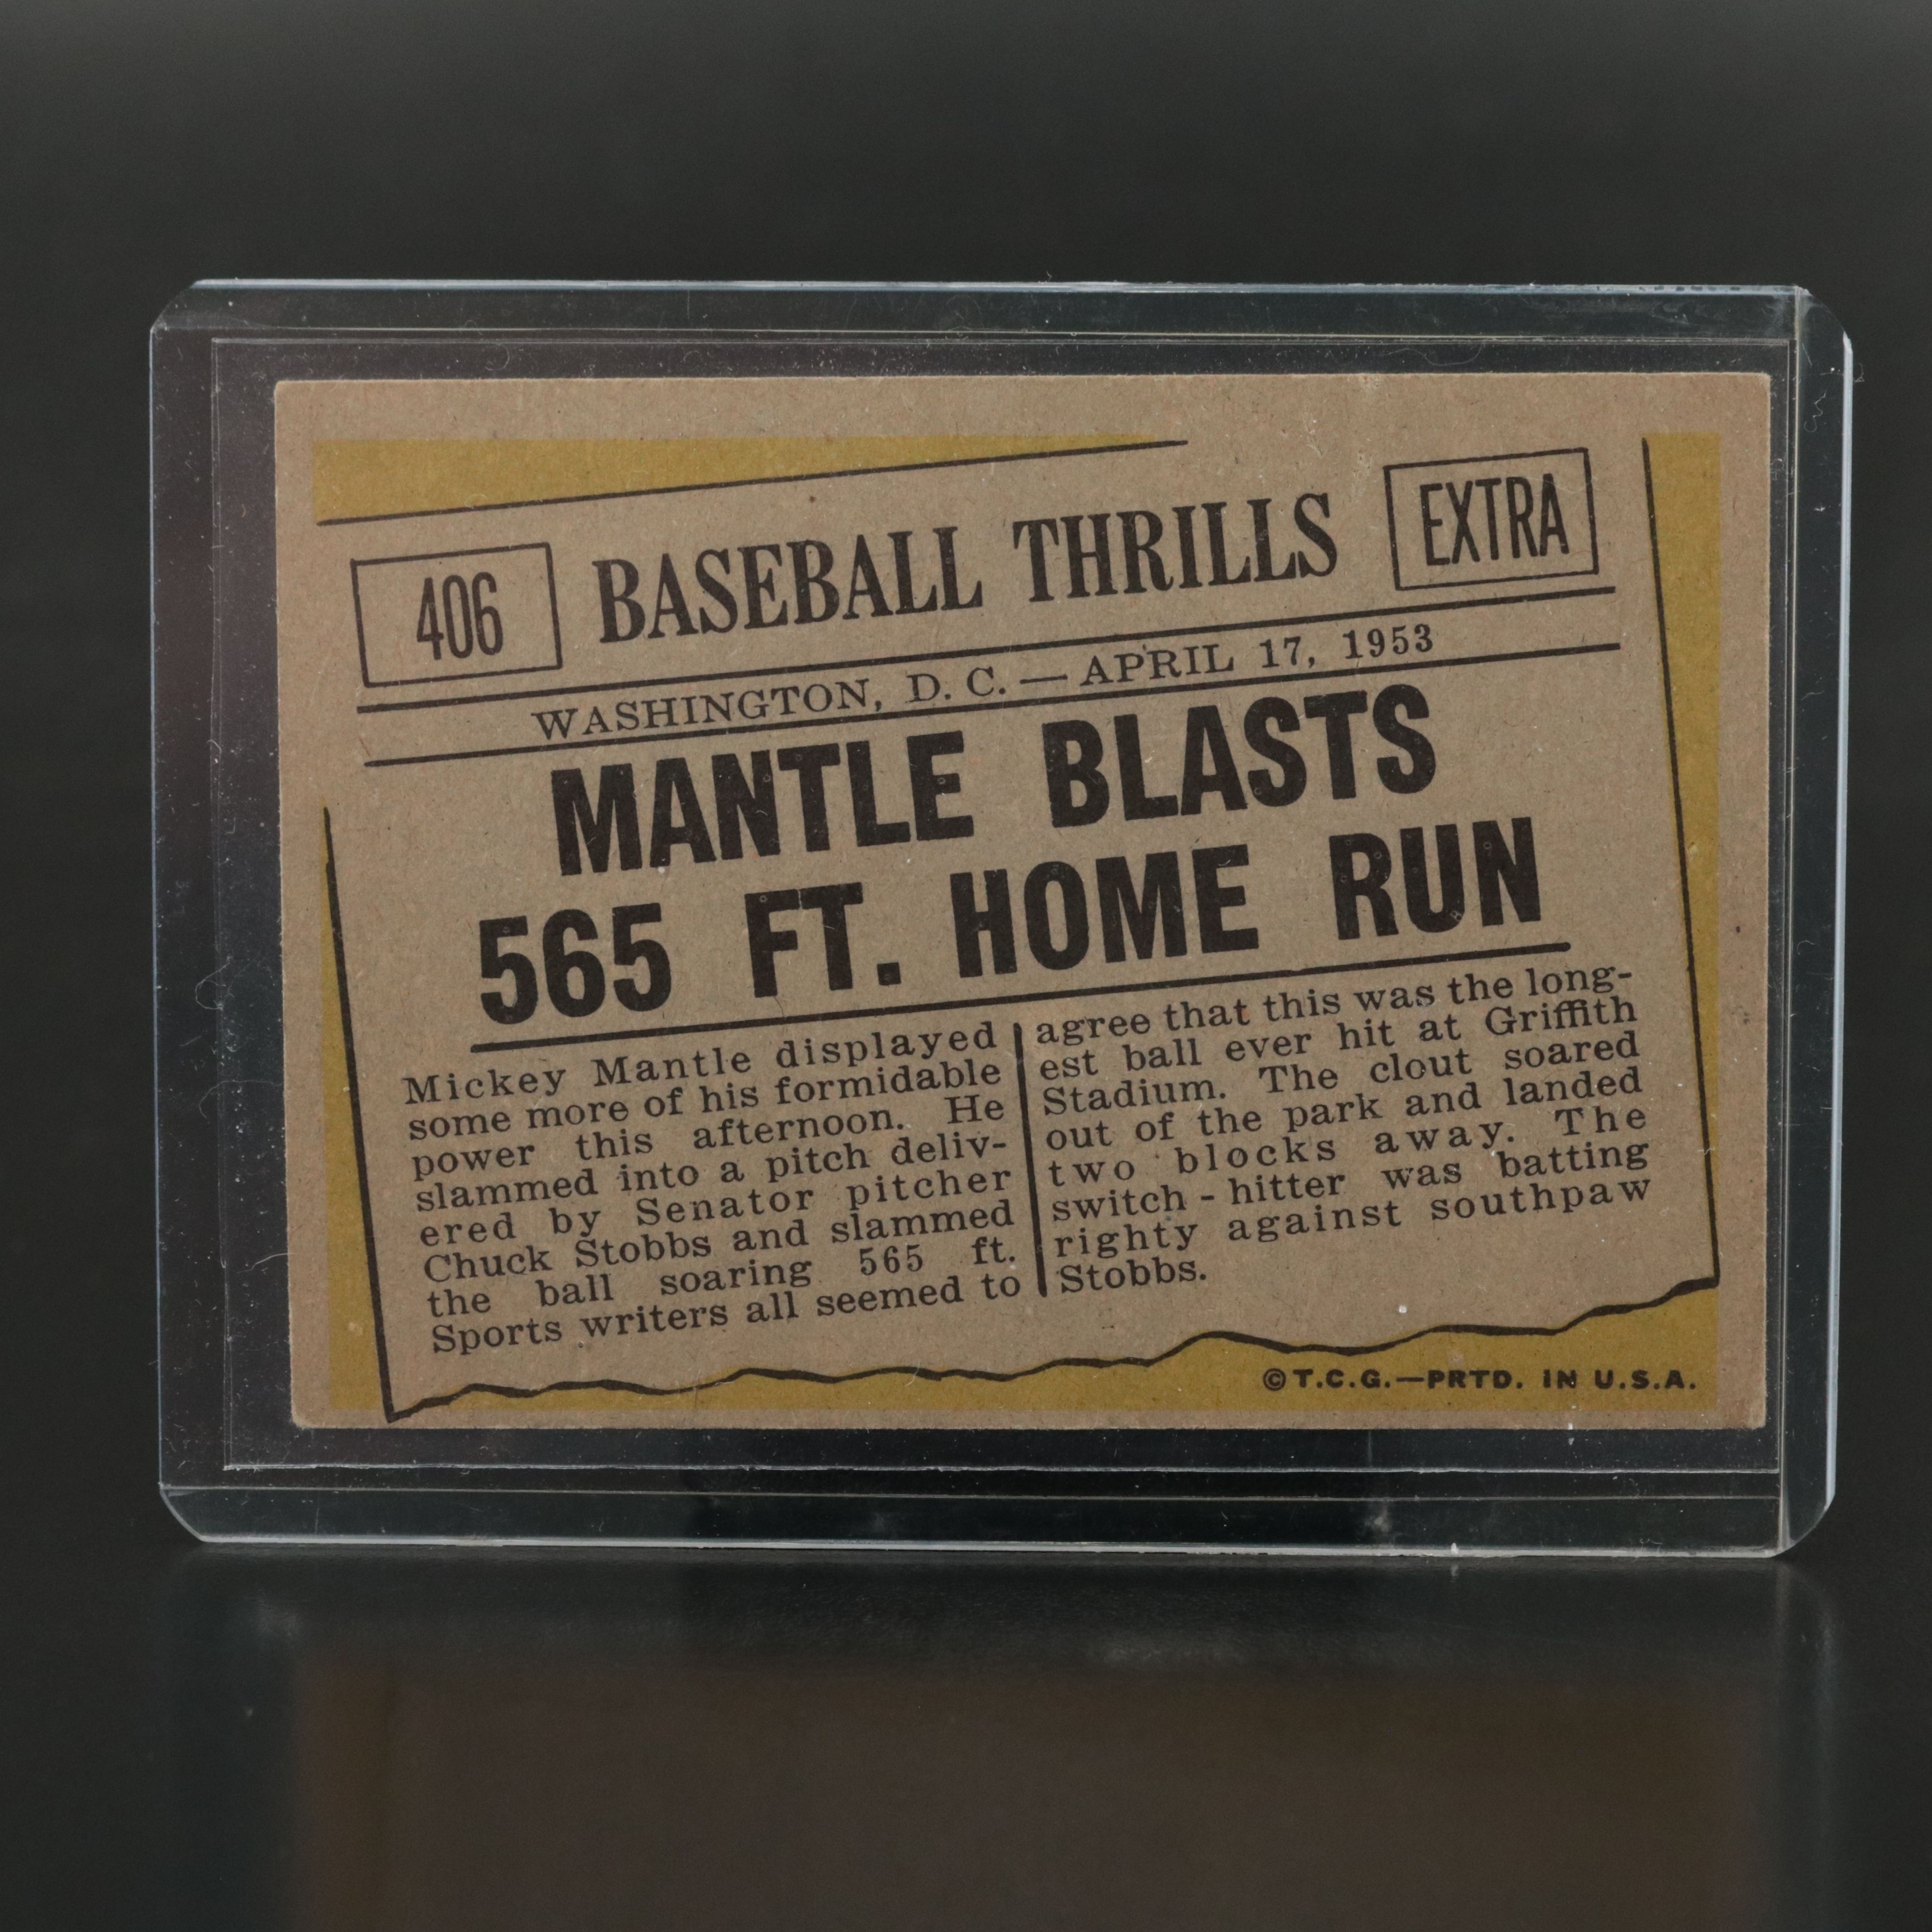 406 BASEBALL THRILLS EXTRA
WASHINGTON, D. C. — APRIL 17, 1953
MANTLE BLASTS
565 FT. HOME RUN
Mickey Mantle displayed
some more of his formidable
power this afternoon. He
slammed into a pitch deliv-
ered by Senator pitcher
Chuck Stobbs and slammed
the ball soaring 565 ft.
Sports writers all seemed to
agree that this was the long-
est ball ever hit at Griffith
Stadium. The clout soared
out of the park and landed
two blocks away. The
switch - hitter was batting
righty against southpaw
Stobbs.
©T.C.G.—PRTD. IN U.S.A.